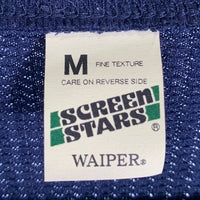 M FINE TEXTURE
CARE ON REVERSE SIDE
SCREEN
STARS®
WAIPER®